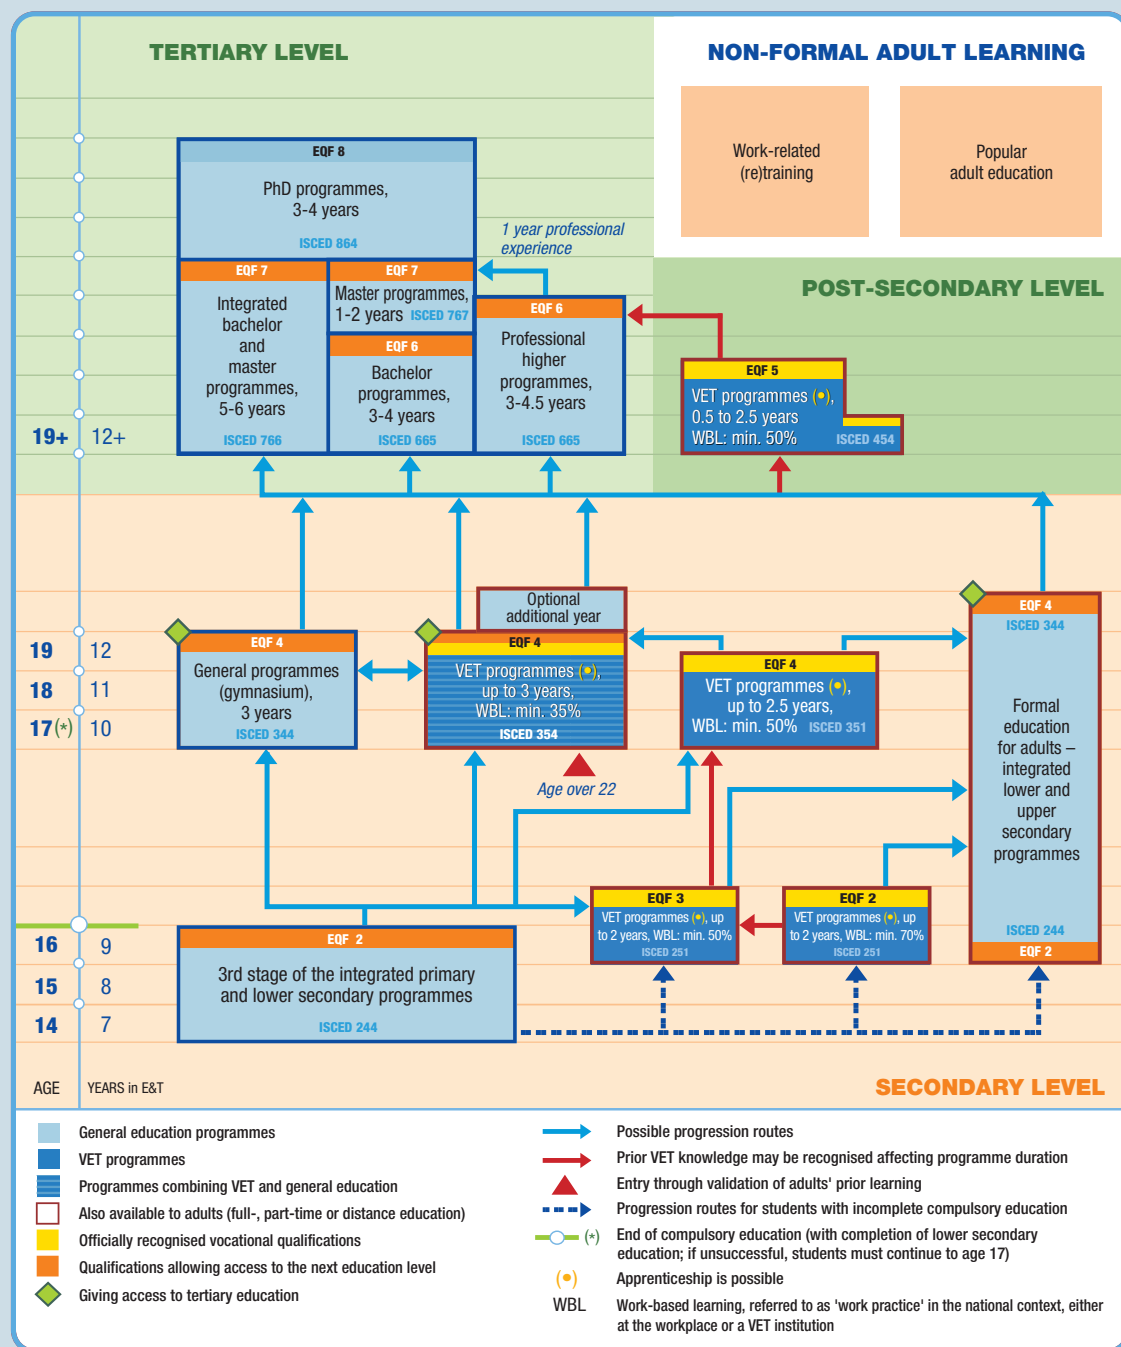 TERTIARY LEVEL
NON-FORMAL ADULT LEARNING
Work-related
(re)training
Popular
adult education
EQF 8
PhD programmes,
3-4 years
ISCED 864
1 year professional
experience
POST-SECONDARY LEVEL
EQF 7
Integrated
bachelor
and
master
programmes,
5-6 years
ISCED 766
EQF 7
Master programmes,
1-2 years ISCED 767
EQF 6
Bachelor
programmes,
3-4 years
ISCED 665
EQF 6
Professional
higher
programmes,
3-4.5 years
ISCED 665
EQF 5
VET programmes (•),
0.5 to 2.5 years
WBL: min. 50% ISCED 454
19+ 12+
Optional
additional year
EQF 4
General programmes
(gymnasium),
3 years
ISCED 344
EQF 4
VET programmes (•),
up to 3 years,
WBL: min. 35%
ISCED 354
Age over 22
EQF 4
VET programmes (•),
up to 2.5 years,
WBL: min. 50% ISCED 351
EQF 4
ISCED 344
Formal
education
for adults –
integrated
lower and
upper
secondary
programmes
ISCED 244
EQF 2
19 12
18 11
17(*) 10
EQF 3
VET programmes (•), up
to 2 years, WBL: min. 50%
ISCED 251
EQF 2
VET programmes (•), up
to 2 years, WBL: min. 70%
ISCED 251
EQF 2
3rd stage of the integrated primary
and lower secondary programmes
ISCED 244
16 9
15 8
14 7
AGE YEARS in E&T
SECONDARY LEVEL
General education programmes
VET programmes
Programmes combining VET and general education
Also available to adults (full-, part-time or distance education)
Officially recognised vocational qualifications
Qualifications allowing access to the next education level
Giving access to tertiary education
Possible progression routes
Prior VET knowledge may be recognised affecting programme duration
Entry through validation of adults' prior learning
Progression routes for students with incomplete compulsory education
(*) End of compulsory education (with completion of lower secondary
education; if unsuccessful, students must continue to age 17)
(•) Apprenticeship is possible
WBL Work-based learning, referred to as 'work practice' in the national context, either
at the workplace or a VET institution